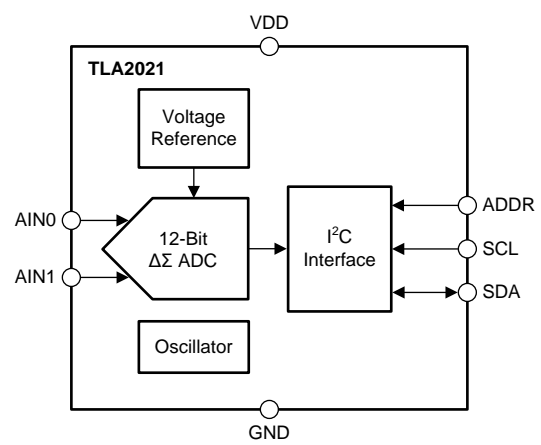 VDD
TLA2021
Voltage
Reference
AIN0
12-Bit
ΔΣ ADC
AIN1
I²C
Interface
ADDR
SCL
SDA
Oscillator
GND